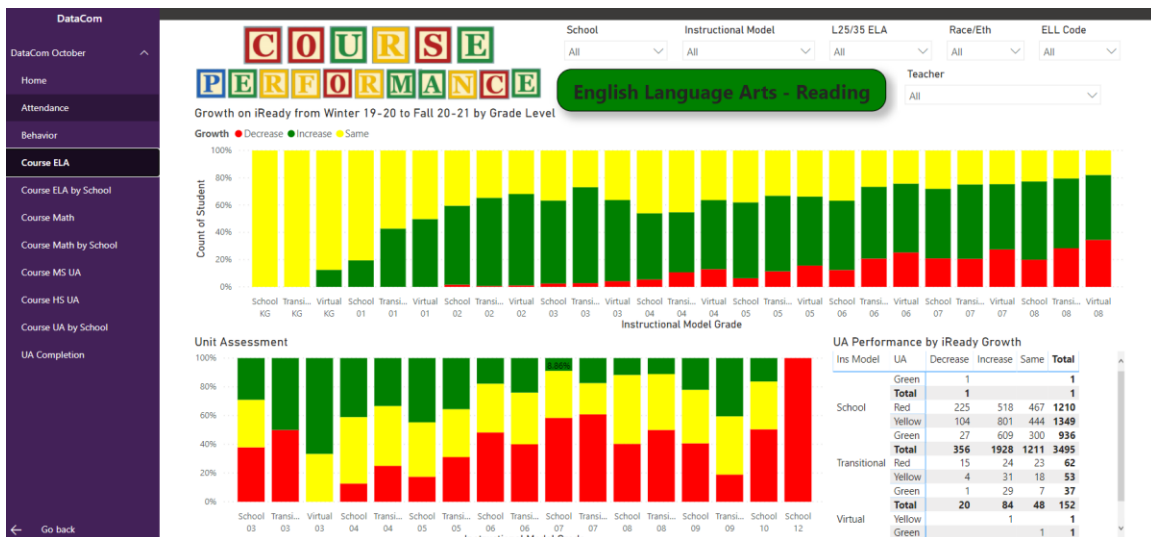 DataCom
DataCom October
Home
Attendance
Behavior
Course ELA
Course ELA by School
Course Math
Course Math by School
Course MS UA
Course HS UA
Course UA by School
UA Completion
Go back
COURSE
PERFORMANCE
School Instructional Model L25/35 ELA Race/Eth ELL Code
All All All All All
English Language Arts - Reading
Teacher
All
Growth on iReady from Winter 19-20 to Fall 20-21 by Grade Level
Growth Decrease Increase Same
Count of Student
100%
80%
60%
40%
20%
0%
School Transi... Virtual School Transi... Virtual School Transi... Virtual School Transi... Virtual School Transi... Virtual School Transi... Virtual School Transi... Virtual School Transi... Virtual School Transi... Virtual
KG KG KG 01 01 01 02 02 02 03 03 03 04 04 04 05 05 05 06 06 06 07 07 07 08 08 08
Instructional Model Grade
Unit Assessment
100%
80%
60%
40%
20%
0%
School Transi... Virtual School Transi... School Transi... School Transi... School Transi... School Transi... School Transi... School School
03 03 03 04 04 05 05 06 06 07 07 08 08 09 09 10 12
Instructional Model Grade
UA Performance by iReady Growth
Ins Model UA Decrease Increase Same Total
Green 1 1
Total 1 1
School Red 225 518 467 1210
Yellow 104 801 444 1349
Green 27 609 300 936
Total 356 1928 1211 3495
Transitional Red 15 24 23 62
Yellow 4 31 18 53
Green 1 29 7 37
Total 20 84 48 152
Virtual Yellow 1 1
Green 1 1